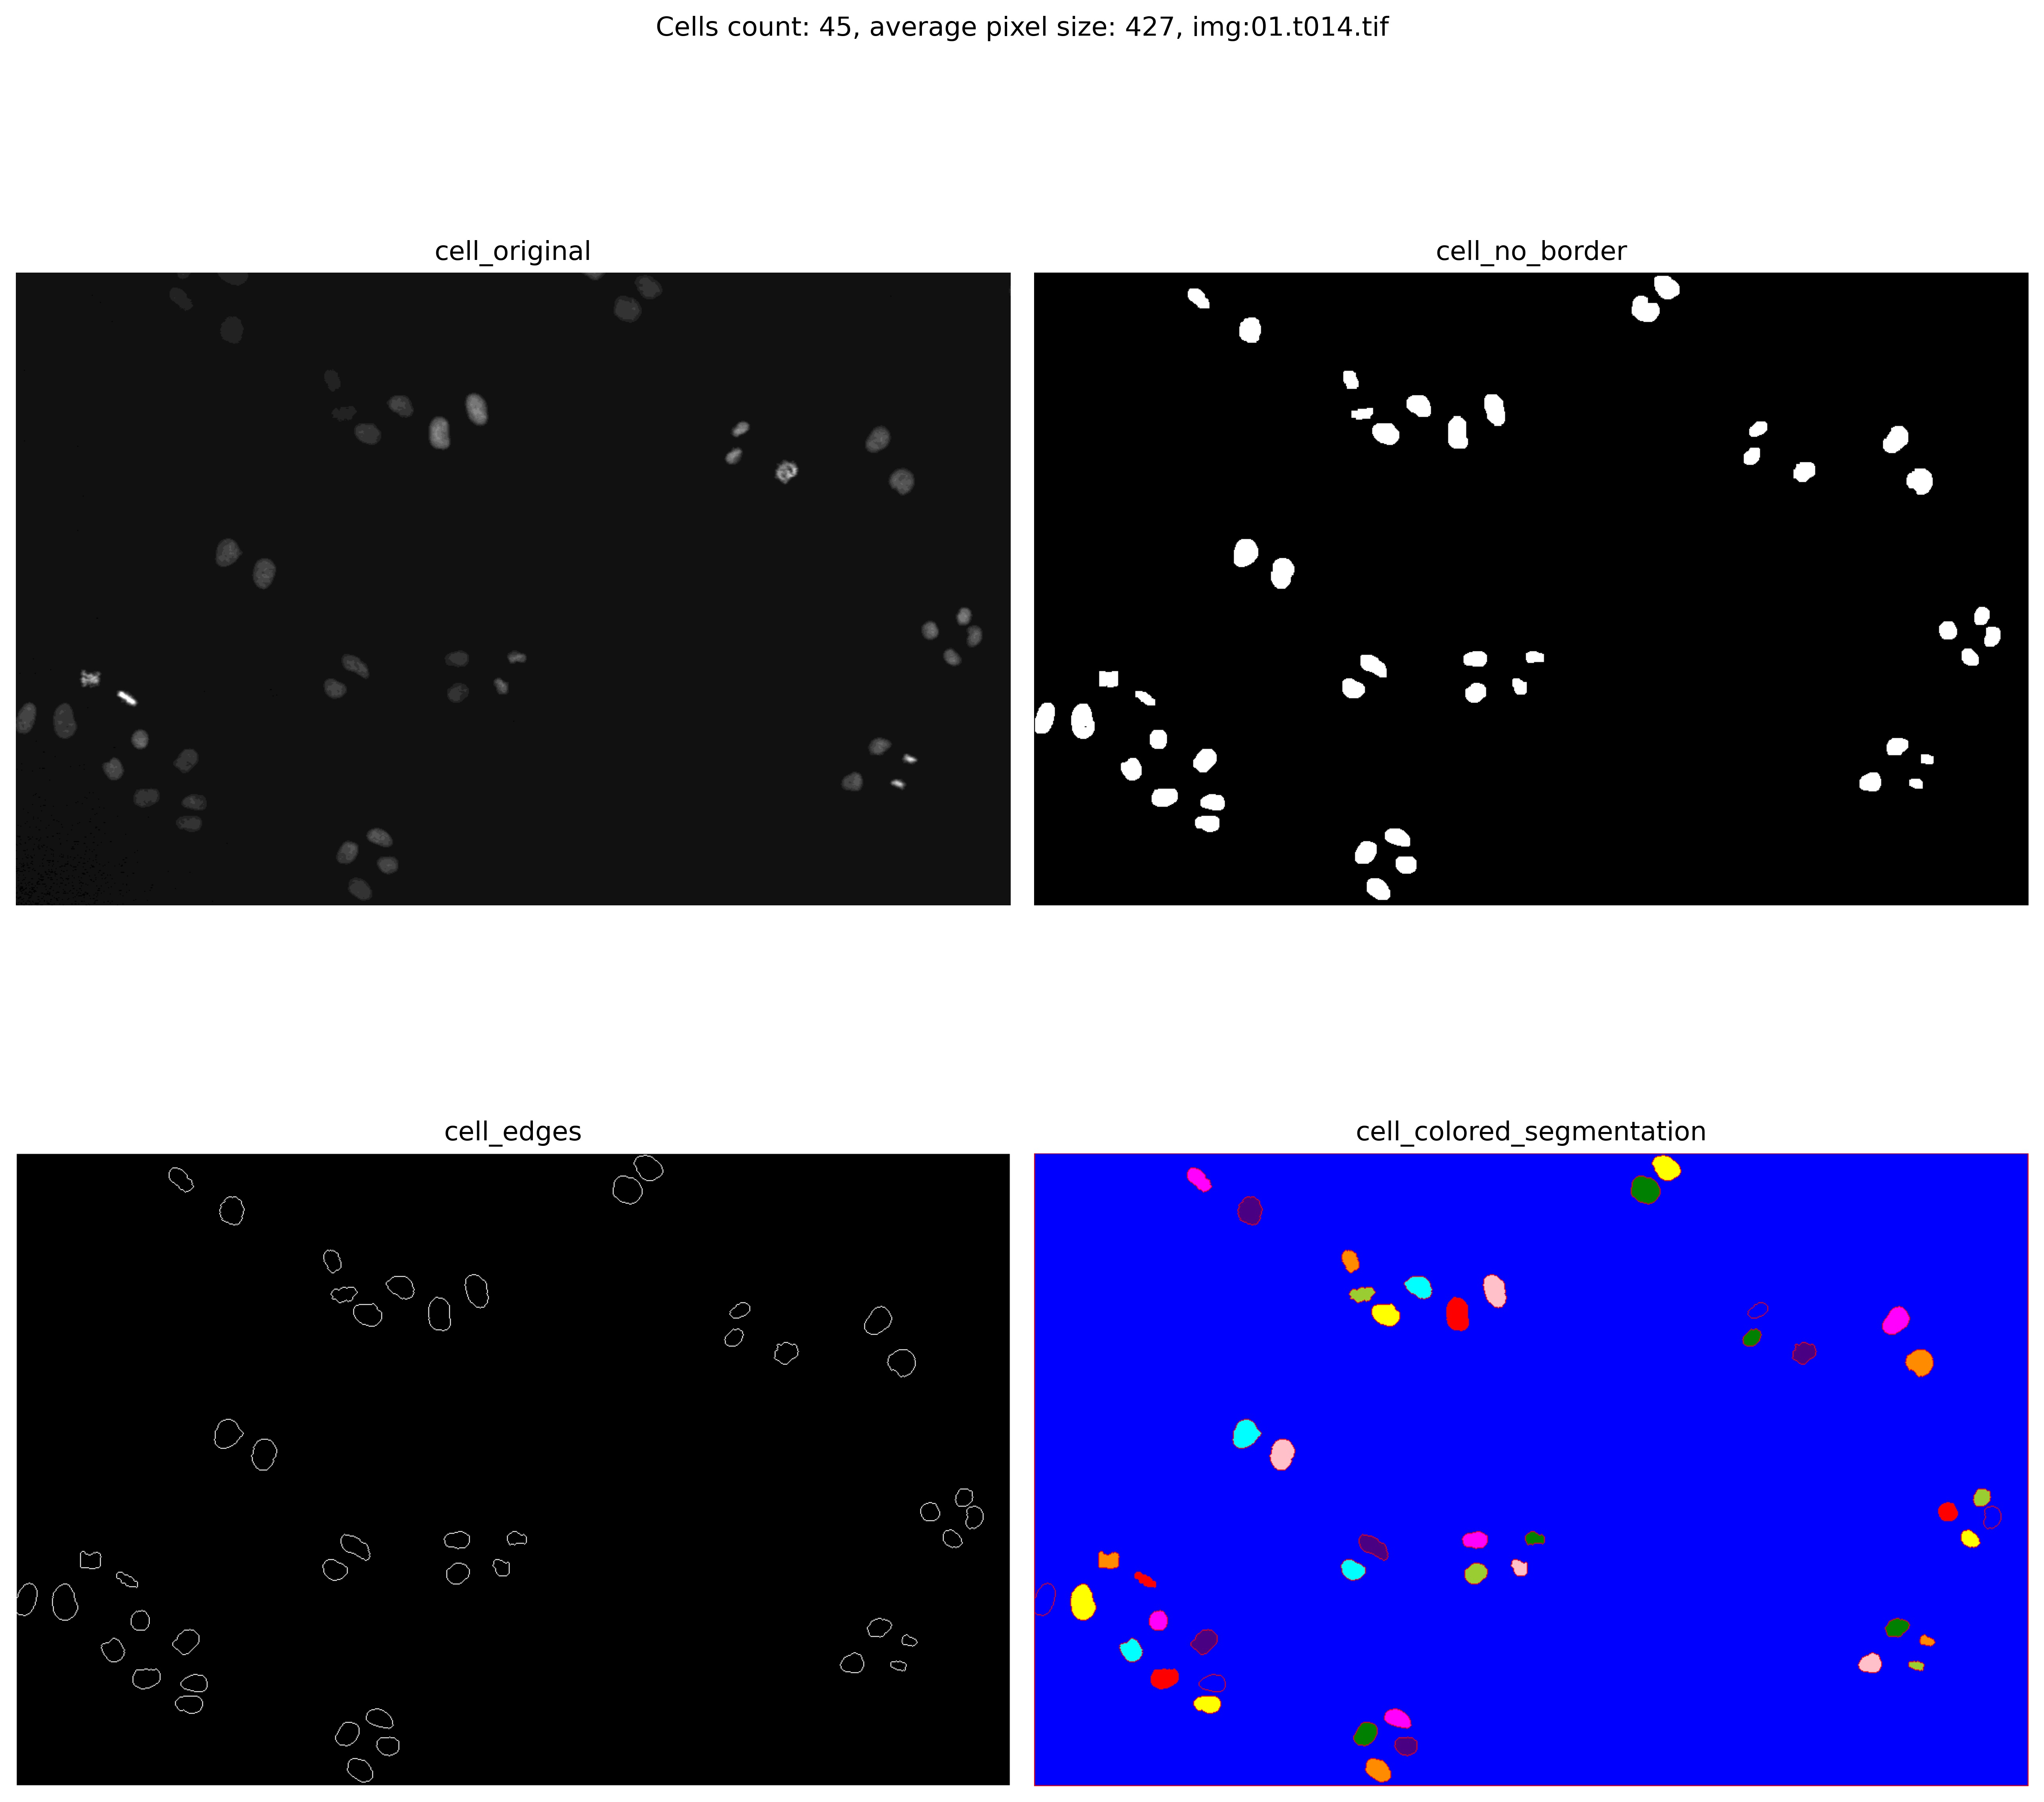 Cells count: 45, average pixel size: 427, img:01.t014.tif
cell_original
cell_no_border
cell_edges
cell_colored_segmentation